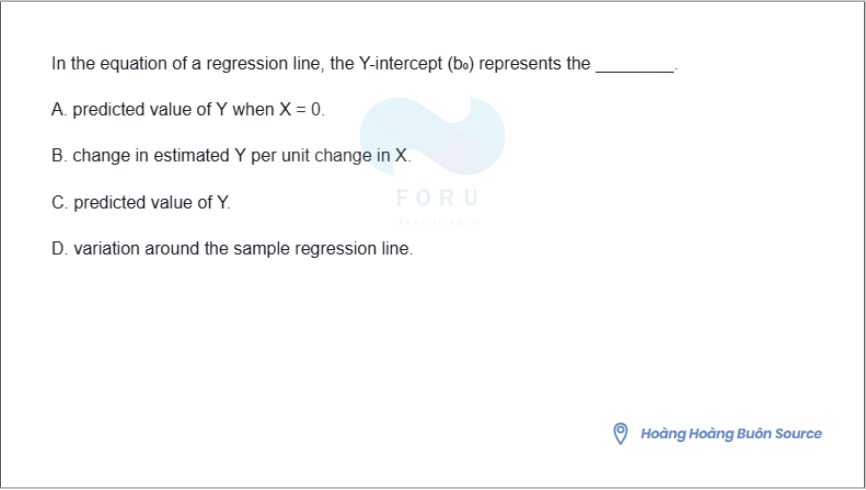 In the equation of a regression line, the Y-intercept (b₀) represents the ________.
A. predicted value of Y when X = 0.
B. change in estimated Y per unit change in X.
C. predicted value of Y.
FORU
D. variation around the sample regression line.
Hoàng Hoàng Buôn Source